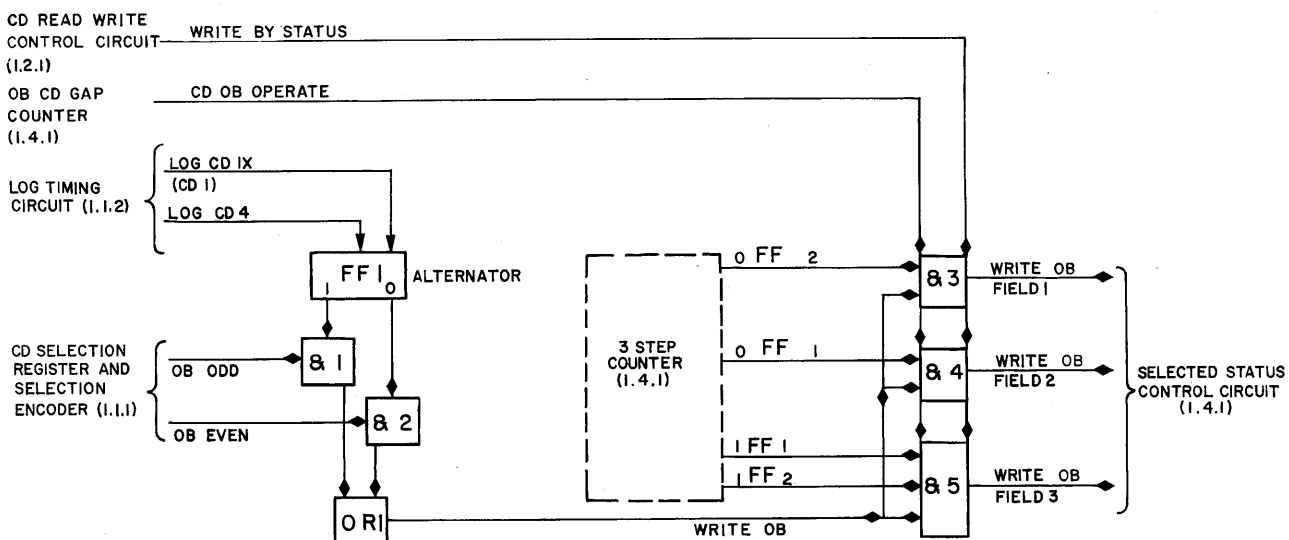 CD READ WRITE
CONTROL CIRCUIT
(1.2.1)
WRITE BY STATUS
OB CD GAP
COUNTER
(1.4.1)
CD OB OPERATE
LOG TIMING
CIRCUIT (1.1.2)
LOG CD 1X
(CD 1)
LOG CD 4
FF 1
1
0
ALTERNATOR
CD SELECTION
REGISTER AND
SELECTION
ENCODER (1.1.1)
OB ODD
OB EVEN
& 1
& 2
OR1
WRITE OB
3 STEP
COUNTER
(1.4.1)
0 FF 2
0 FF 1
1 FF 1
1 FF 2
& 3
& 4
& 5
WRITE OB
FIELD 1
WRITE OB
FIELD 2
WRITE OB
FIELD 3
SELECTED STATUS
CONTROL CIRCUIT
(1.4.1)